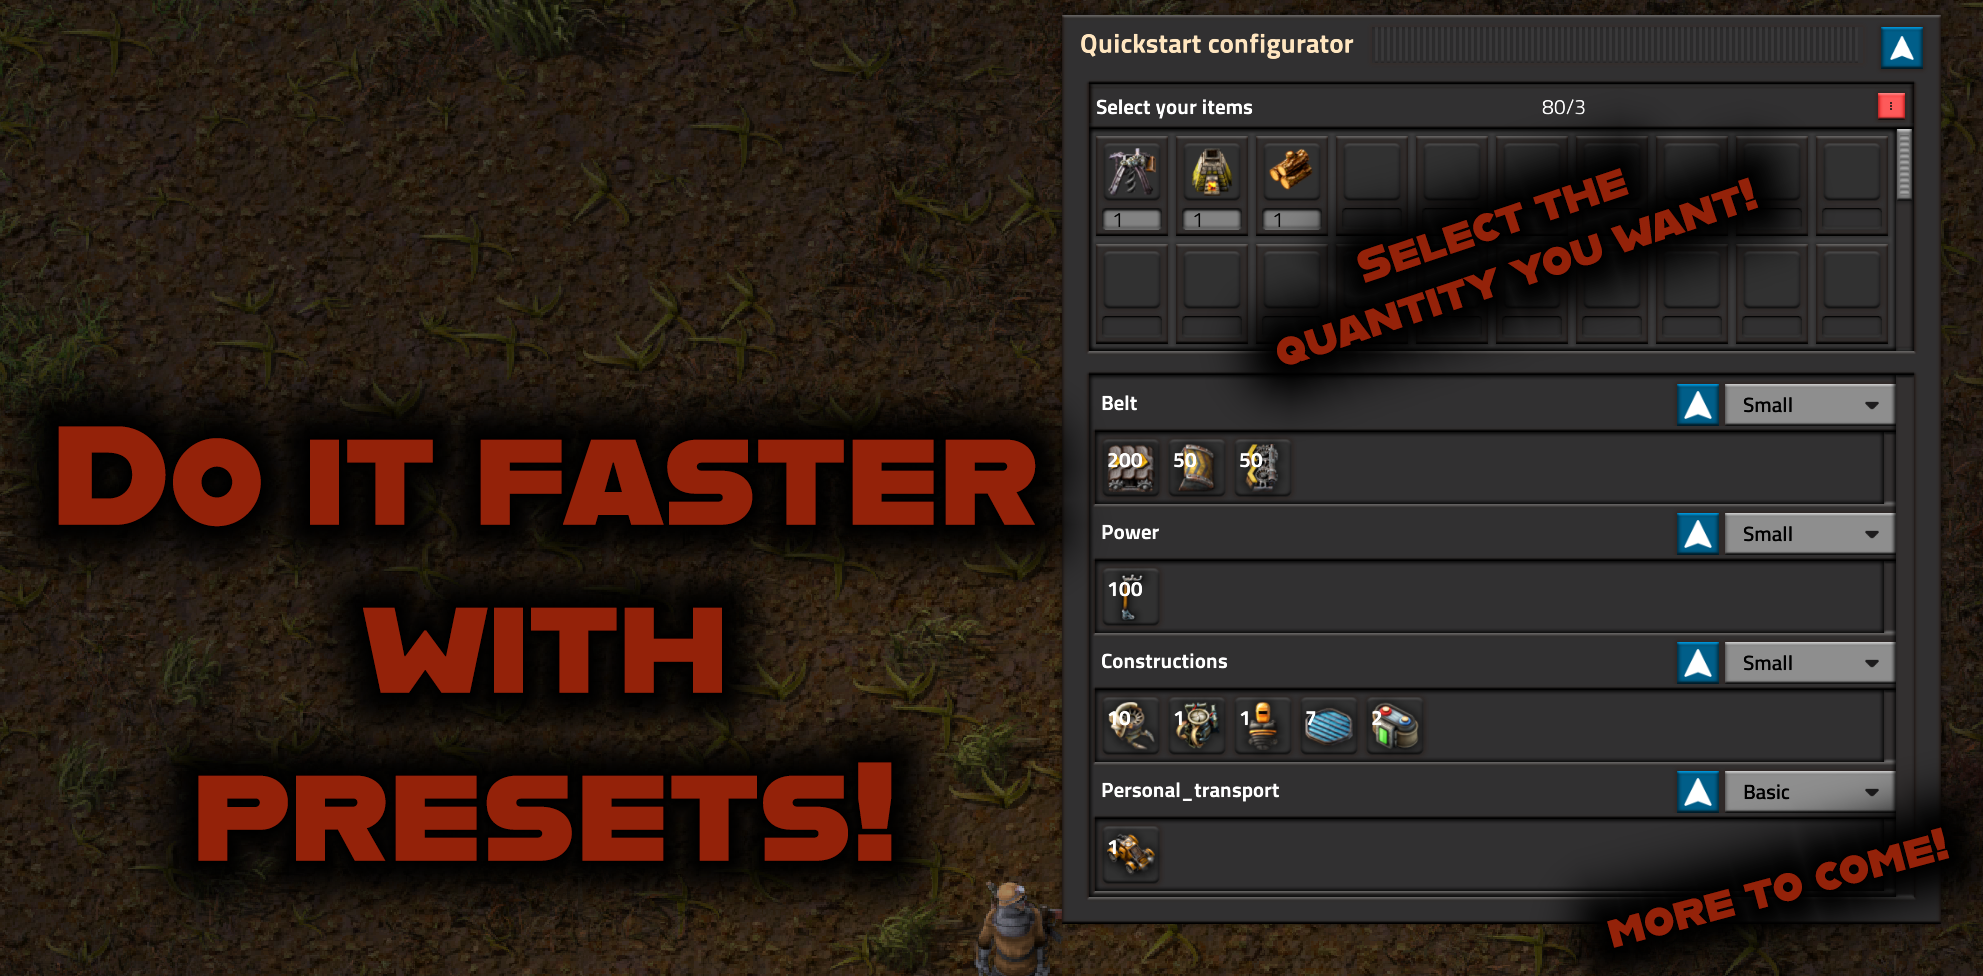 Quickstart configurator
Select your items 80/3
1 1 1
SELECT THE
QUANTITY YOU WANT!
DO IT FASTER
WITH
PRESETS!
Belt Small
200 50 50
Power Small
100
Constructions Small
10 1 1 7 2
Personal_transport Basic
1
MORE TO COME!